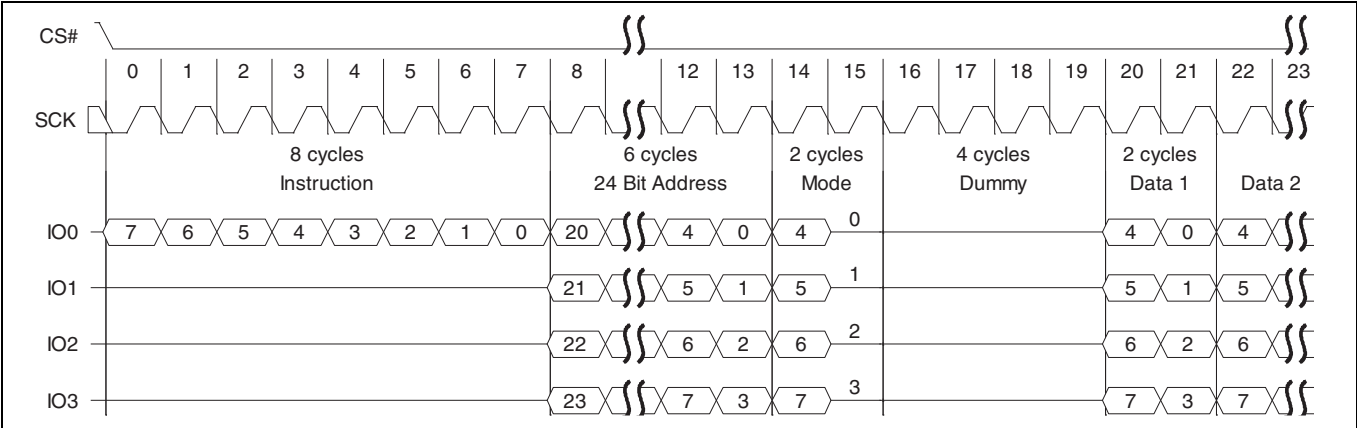 CS#
0 1 2 3 4 5 6 7 8 12 13 14 15 16 17 18 19 20 21 22 23
SCK
8 cycles 6 cycles 2 cycles 4 cycles 2 cycles
Instruction 24 Bit Address Mode Dummy Data 1 Data 2
IO0 7 6 5 4 3 2 1 0 20 4 0 4 0 4 0 4
IO1 21 5 1 5 1 5 1 5
IO2 22 6 2 6 2 6 2 6
IO3 23 7 3 7 3 7 3 7